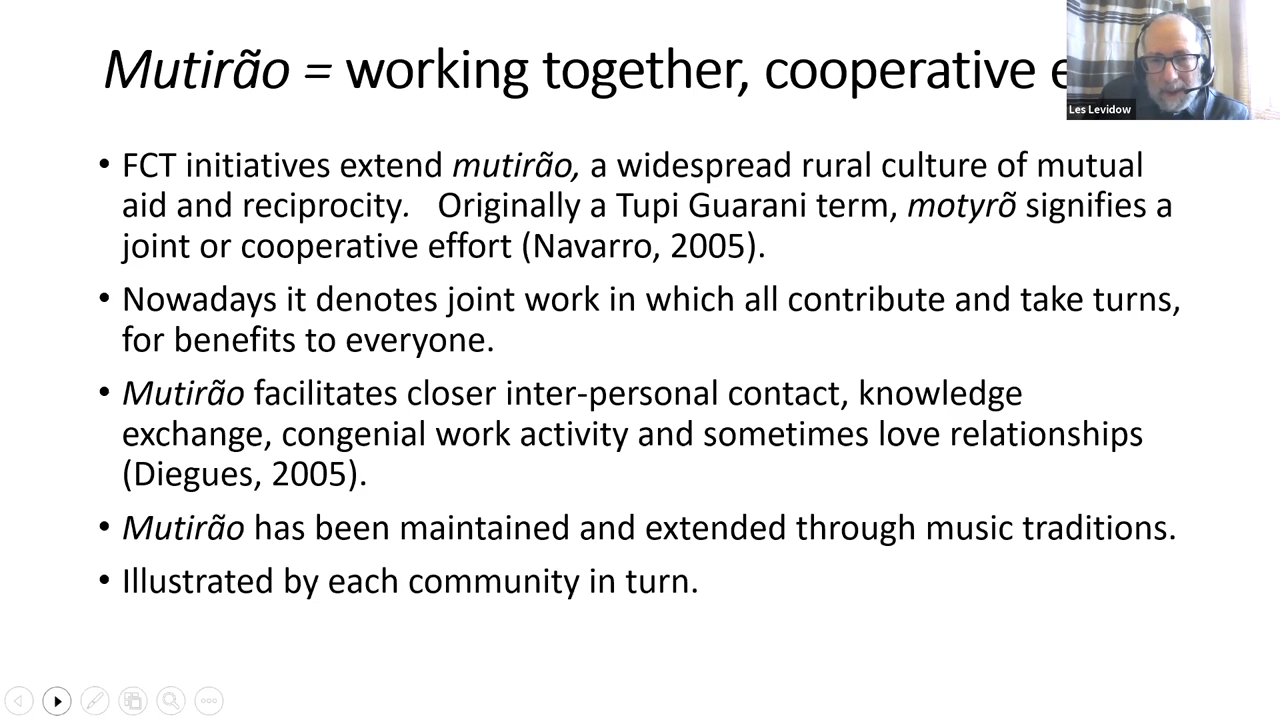 Mutirão = working together, cooperative e
Les Levidow
• FCT initiatives extend mutirão, a widespread rural culture of mutual
aid and reciprocity.   Originally a Tupi Guarani term, motyrõ signifies a
joint or cooperative effort (Navarro, 2005).
• Nowadays it denotes joint work in which all contribute and take turns,
for benefits to everyone.
• Mutirão facilitates closer inter-personal contact, knowledge
exchange, congenial work activity and sometimes love relationships
(Diegues, 2005).
• Mutirão has been maintained and extended through music traditions.
• Illustrated by each community in turn.